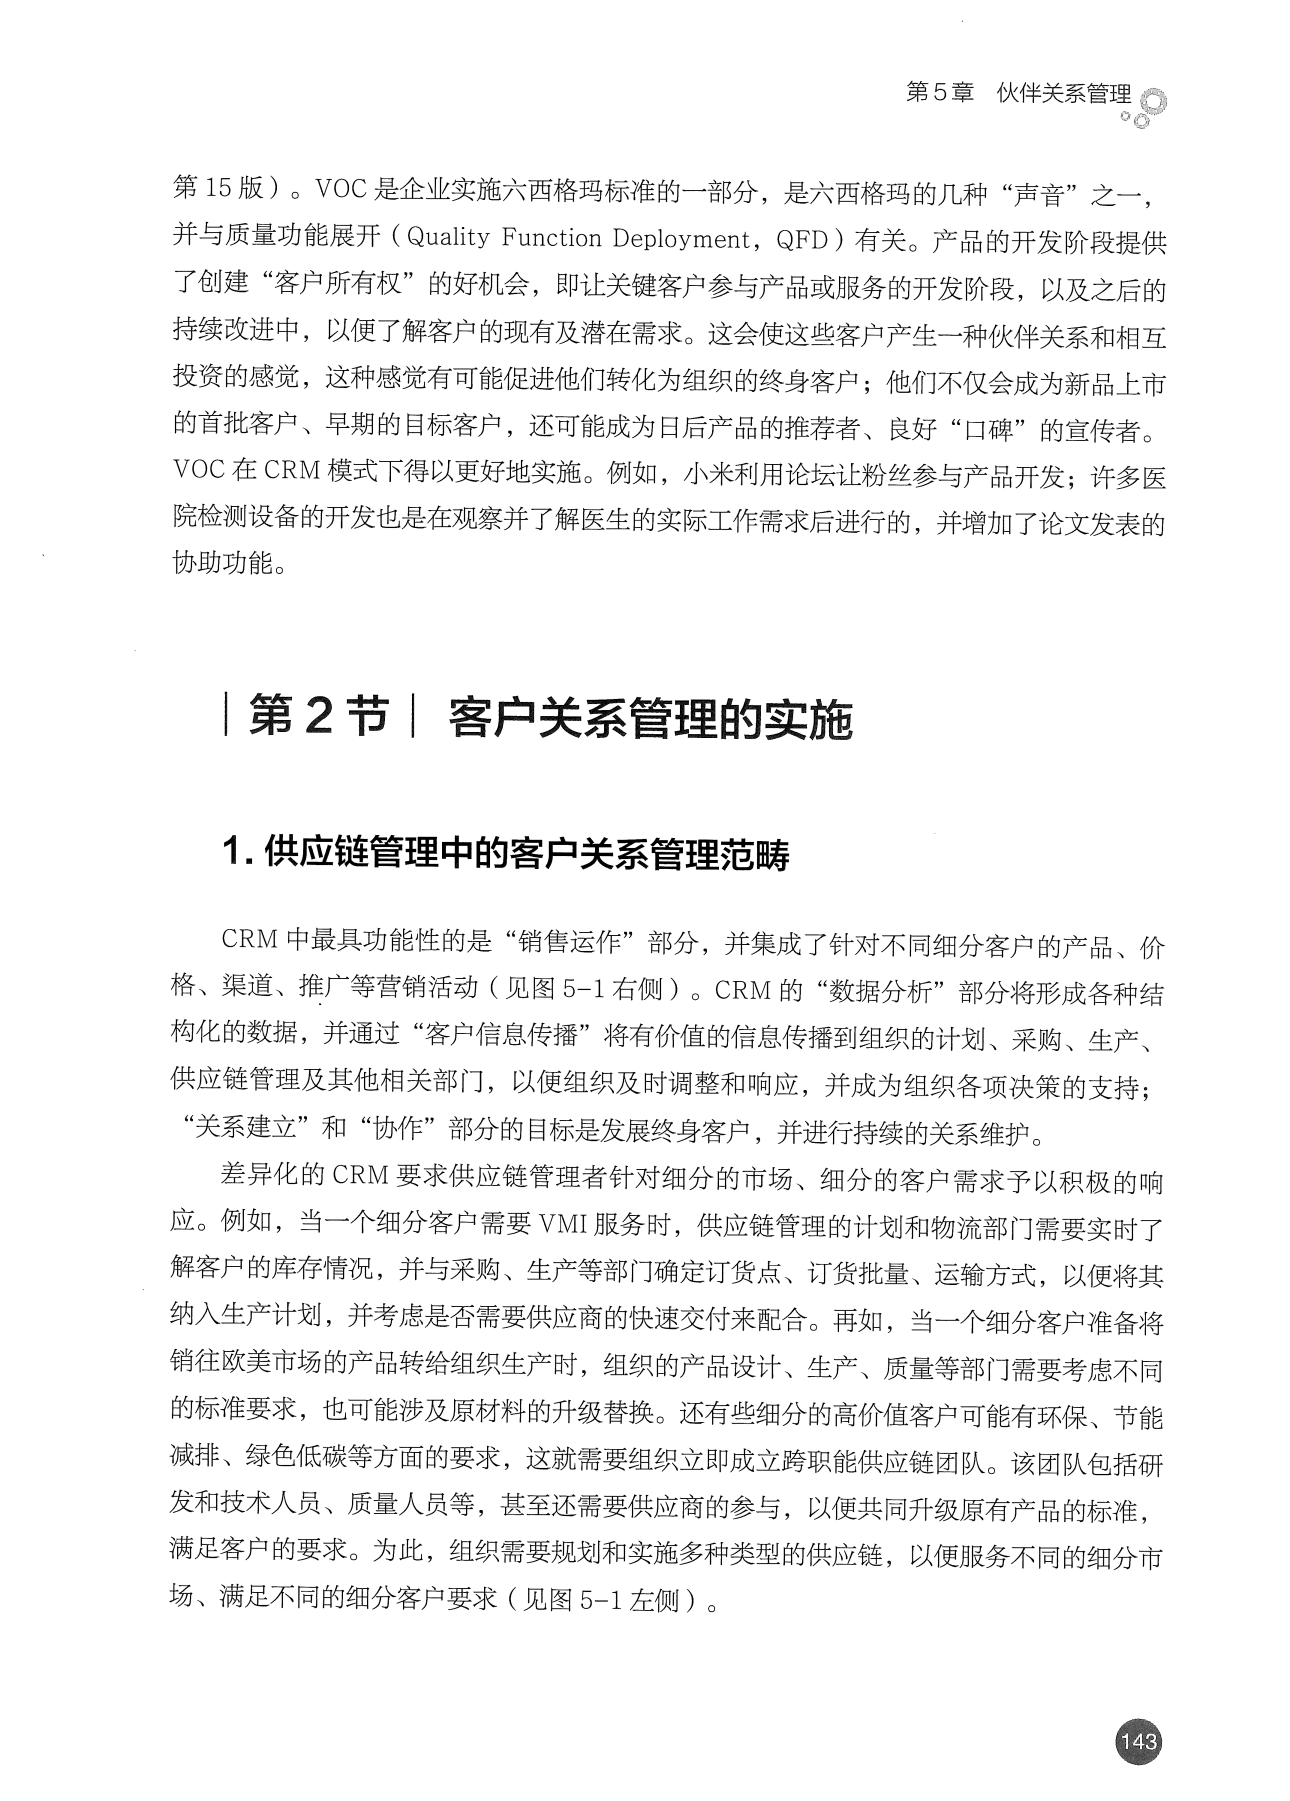 第5章 伙伴关系管理
第 15 版）。VOC 是企业实施六西格玛标准的一部分，是六西格玛的几种“声音”之一，
并与质量功能展开（Quality Function Deployment，QFD）有关。产品的开发阶段提供
了创建“客户所有权”的好机会，即让关键客户参与产品或服务的开发阶段，以及之后的
持续改进中，以便了解客户的现有及潜在需求。这会使这些客户产生一种伙伴关系和相互
投资的感觉，这种感觉有可能促进他们转化为组织的终身客户；他们不仅会成为新品上市
的首批客户、早期的目标客户，还可能成为日后产品的推荐者、良好“口碑”的宣传者。
VOC 在 CRM 模式下得以更好地实施。例如，小米利用论坛让粉丝参与产品开发；许多医
院检测设备的开发也是在观察并了解医生的实际工作需求后进行的，并增加了论文发表的
协助功能。
｜第 2 节｜ 客户关系管理的实施
1. 供应链管理中的客户关系管理范畴
CRM 中最具功能性的是“销售运作”部分，并集成了针对不同细分客户的产品、价
格、渠道、推广等营销活动（见图 5-1 右侧）。CRM 的“数据分析”部分将形成各种结
构化的数据，并通过“客户信息传播”将有价值的信息传播到组织的计划、采购、生产、
供应链管理及其他相关部门，以便组织及时调整和响应，并成为组织各项决策的支持；
“关系建立”和“协作”部分的目标是发展终身客户，并进行持续的关系维护。
差异化的 CRM 要求供应链管理者针对细分的市场、细分的客户需求予以积极的响
应。例如，当一个细分客户需要 VMI 服务时，供应链管理的计划和物流部门需要实时了
解客户的库存情况，并与采购、生产等部门确定订货点、订货批量、运输方式，以便将其
纳入生产计划，并考虑是否需要供应商的快速交付来配合。再如，当一个细分客户准备将
销往欧美市场的产品转给组织生产时，组织的产品设计、生产、质量等部门需要考虑不同
的标准要求，也可能涉及原材料的升级替换。还有些细分的高价值客户可能有环保、节能
减排、绿色低碳等方面的要求，这就需要组织立即成立跨职能供应链团队。该团队包括研
发和技术人员、质量人员等，甚至还需要供应商的参与，以便共同升级原有产品的标准，
满足客户的要求。为此，组织需要规划和实施多种类型的供应链，以便服务不同的细分市
场、满足不同的细分客户要求（见图 5-1 左侧）。
143